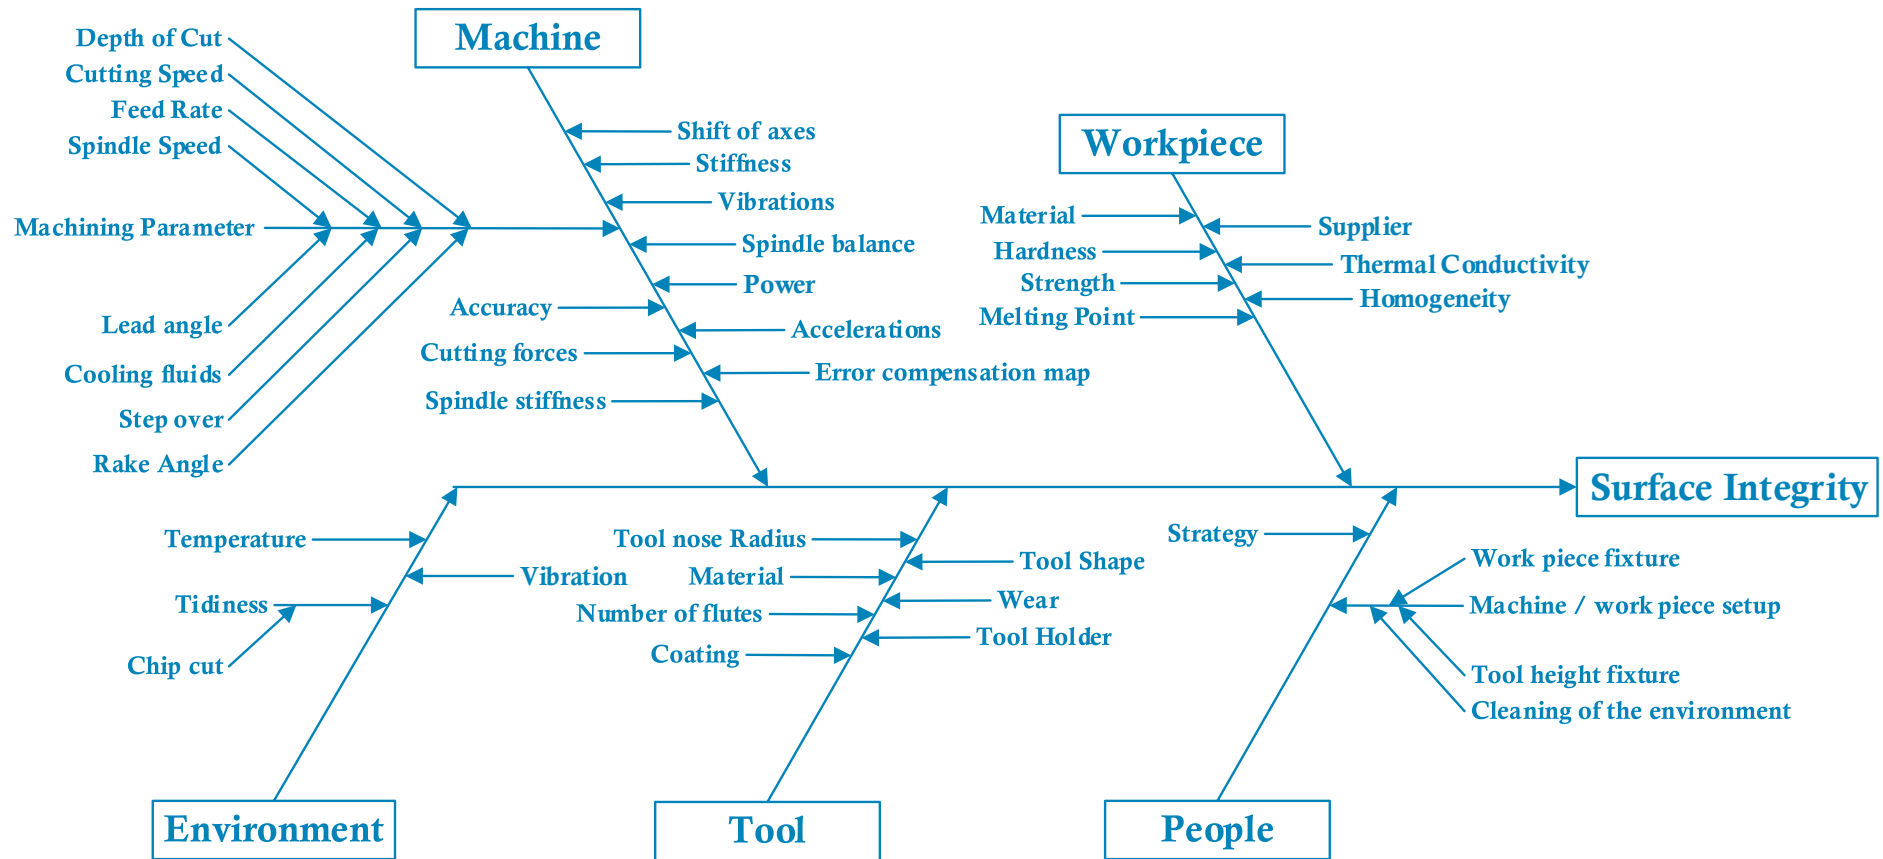 Machine
Depth of Cut
Cutting Speed
Feed Rate
Spindle Speed
Machining Parameter
Lead angle
Cooling fluids
Step over
Rake Angle
Shift of axes
Stiffness
Vibrations
Spindle balance
Power
Accuracy
Accelerations
Cutting forces
Error compensation map
Spindle stiffness
Workpiece
Material
Supplier
Hardness
Thermal Conductivity
Strength
Homogeneity
Melting Point
Surface Integrity
Temperature
Vibration
Tidiness
Chip cut
Environment
Tool nose Radius
Tool Shape
Material
Wear
Number of flutes
Tool Holder
Coating
Tool
Strategy
Work piece fixture
Machine / work piece setup
Tool height fixture
Cleaning of the environment
People